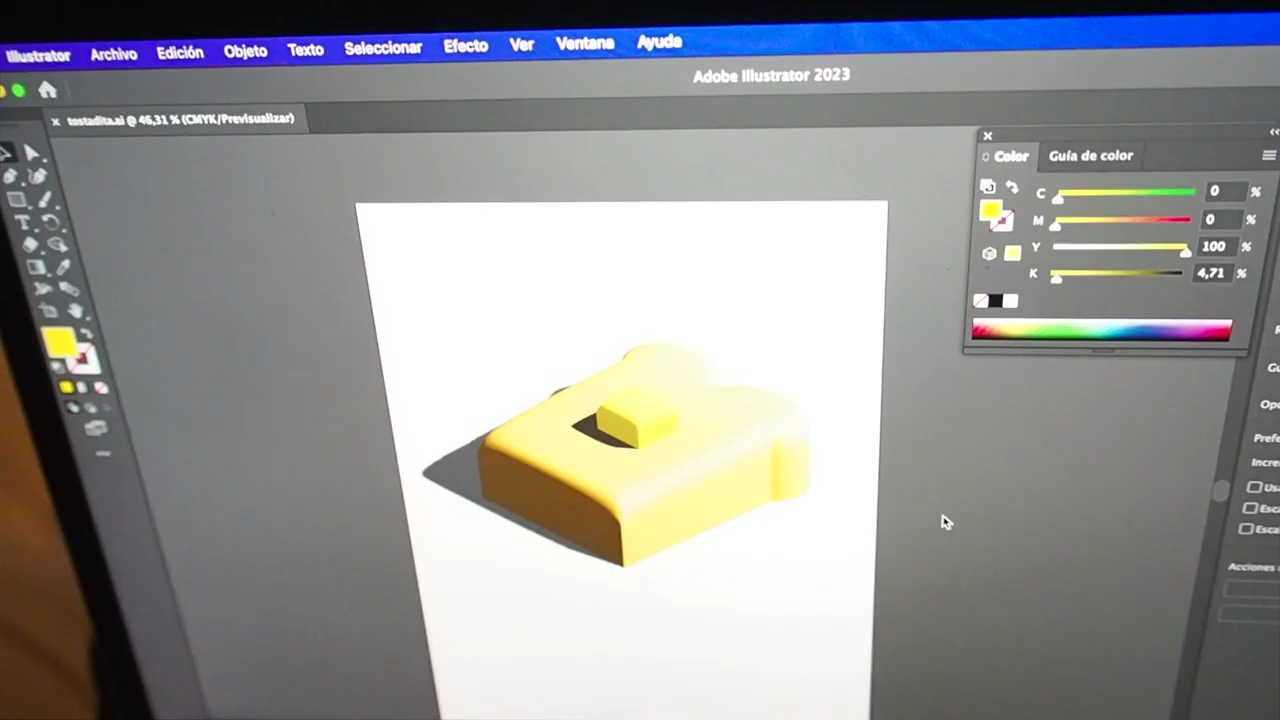 Illustrator Archivo Edición Objeto Texto Seleccionar Efecto Ver Ventana Ayuda
Adobe Illustrator 2023
× tostadita.ai @ 46,31 % (CMYK/Previsualizar)
Color Guía de color
C 0 %
M 0 %
Y 100 %
K 4,71 %